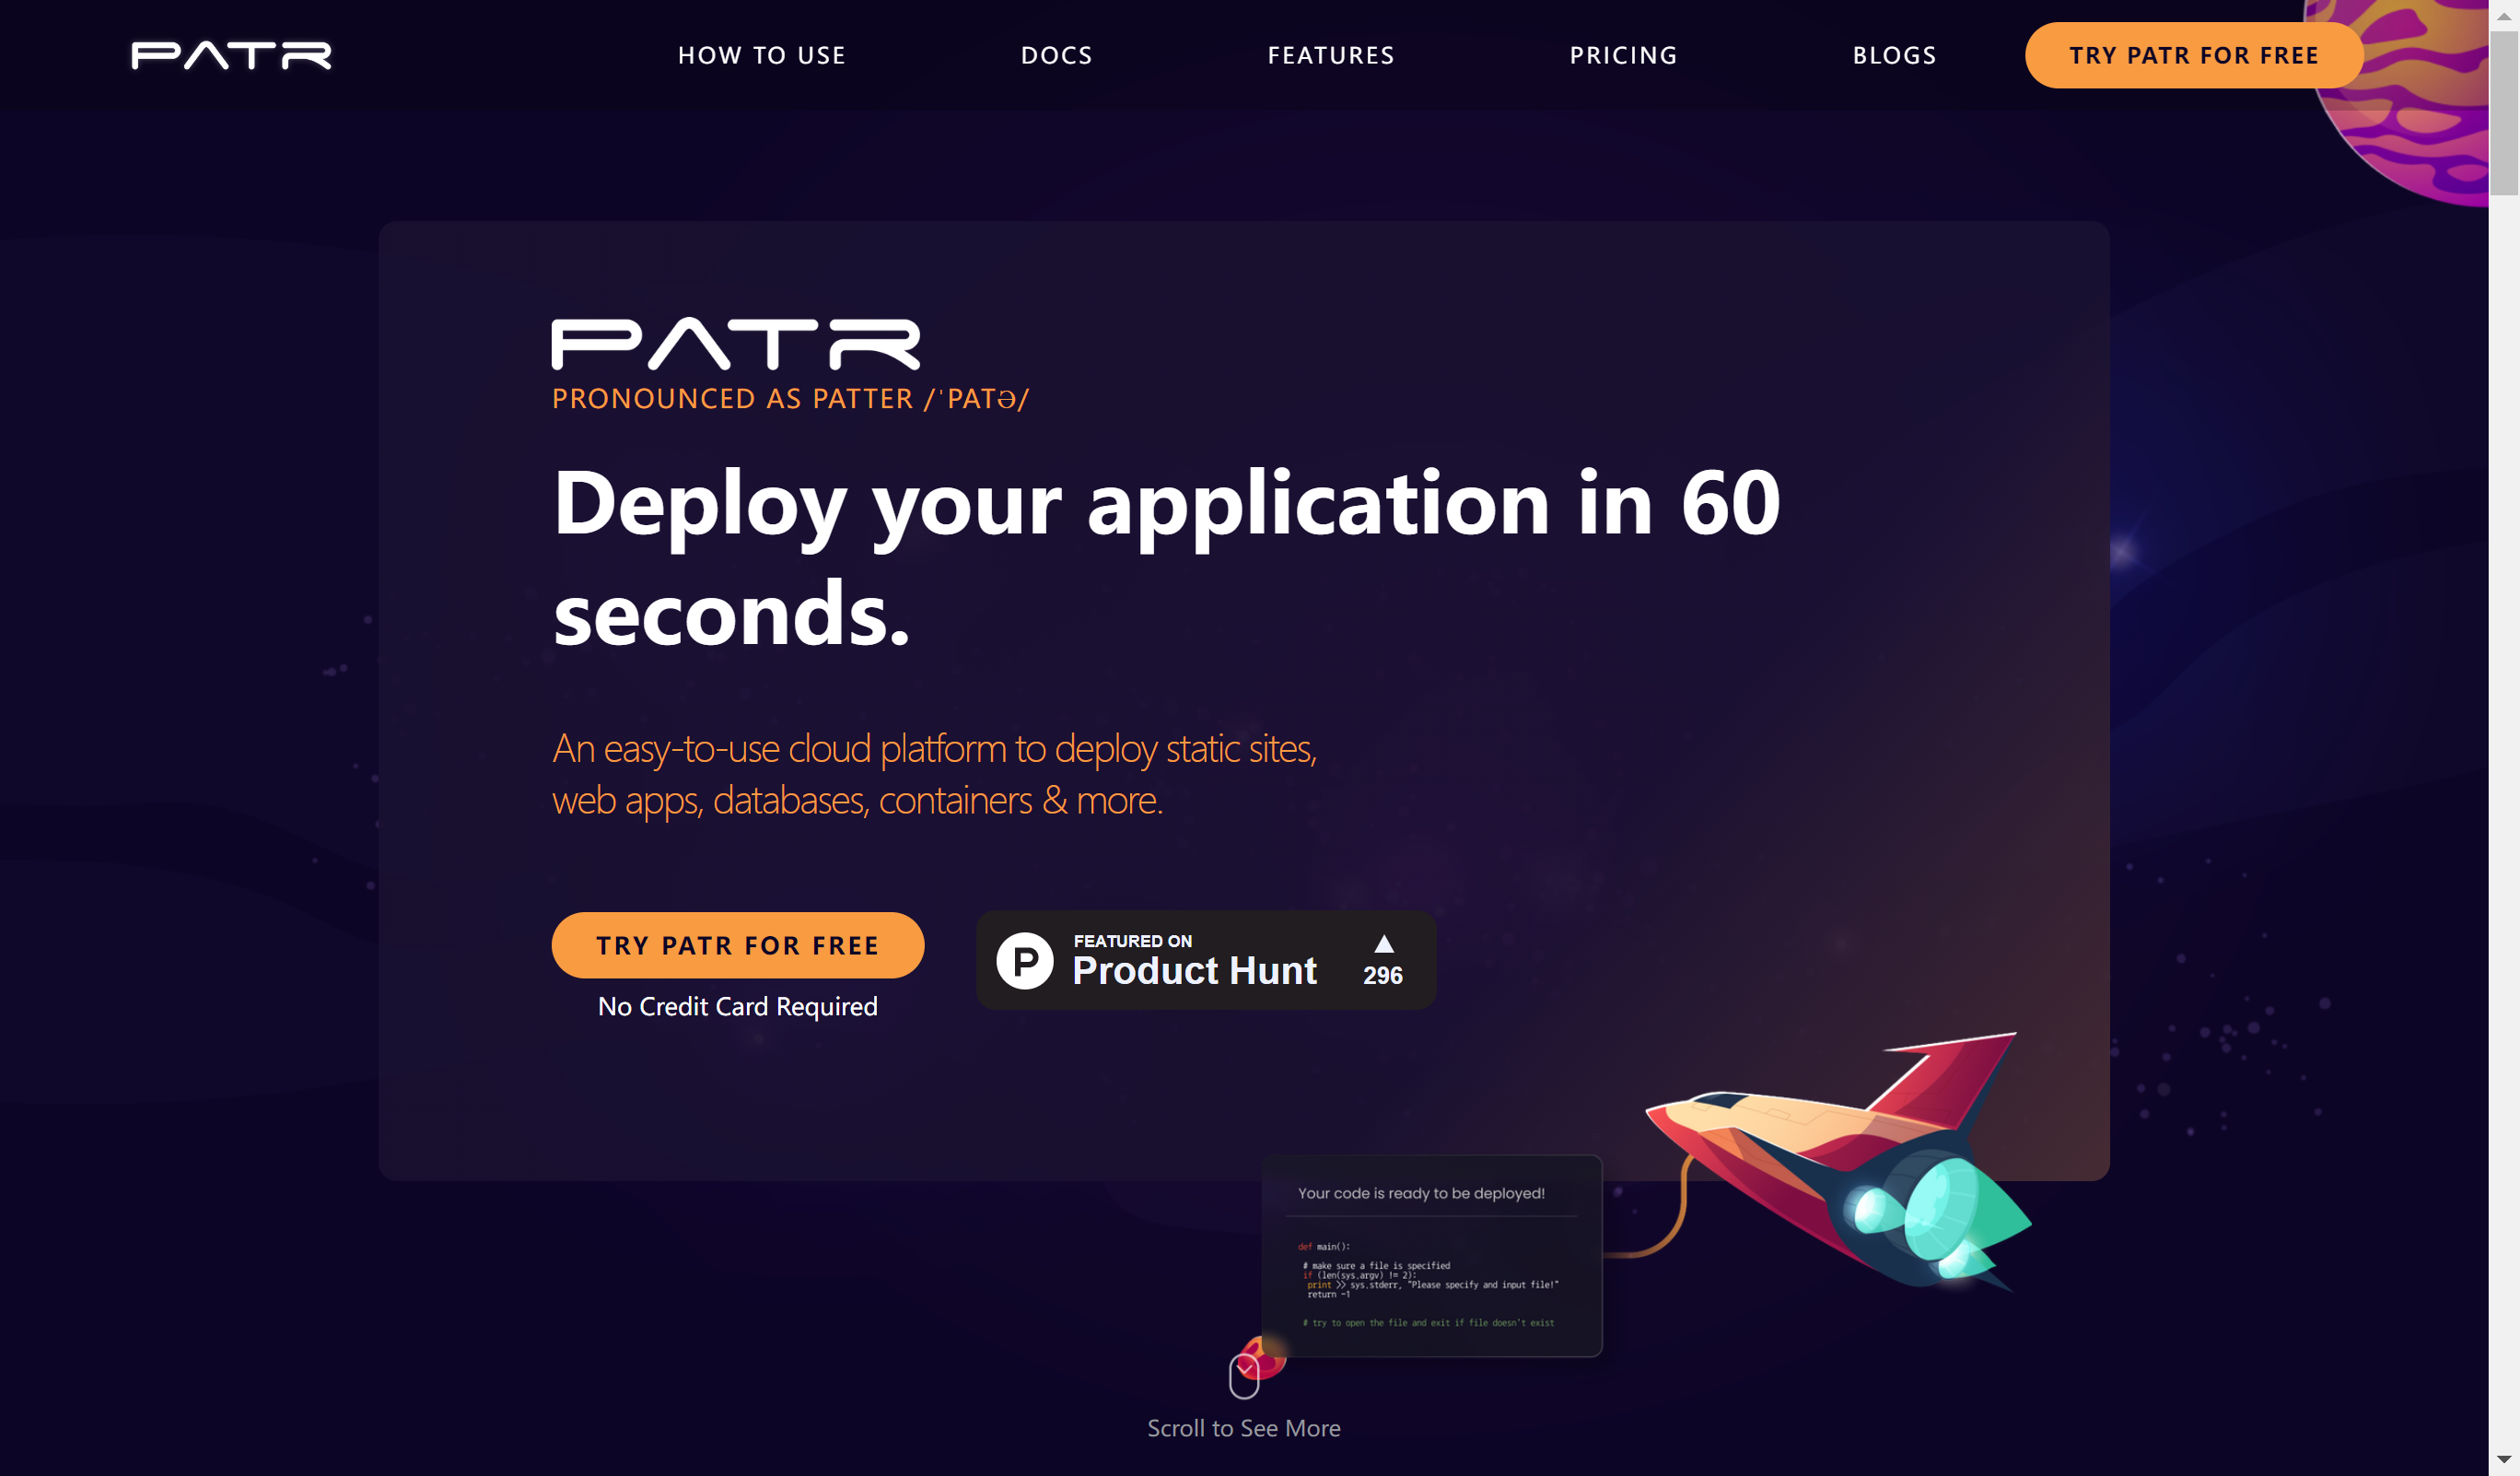 PATR
HOW TO USE
DOCS
FEATURES
PRICING
BLOGS
TRY PATR FOR FREE
PATR
PRONOUNCED AS PATTER /ˈPATƏ/
Deploy your application in 60
seconds.
An easy-to-use cloud platform to deploy static sites,
web apps, databases, containers & more.
TRY PATR FOR FREE
No Credit Card Required
P
FEATURED ON
Product Hunt
▲
296
Your code is ready to be deployed!
def main():
# make sure a file is specified
if (len(sys.argv) != 2):
print >> sys.stderr, "Please specify and input file!"
return -1
# try to open the file and exit if file doesn't exist
Scroll to See More